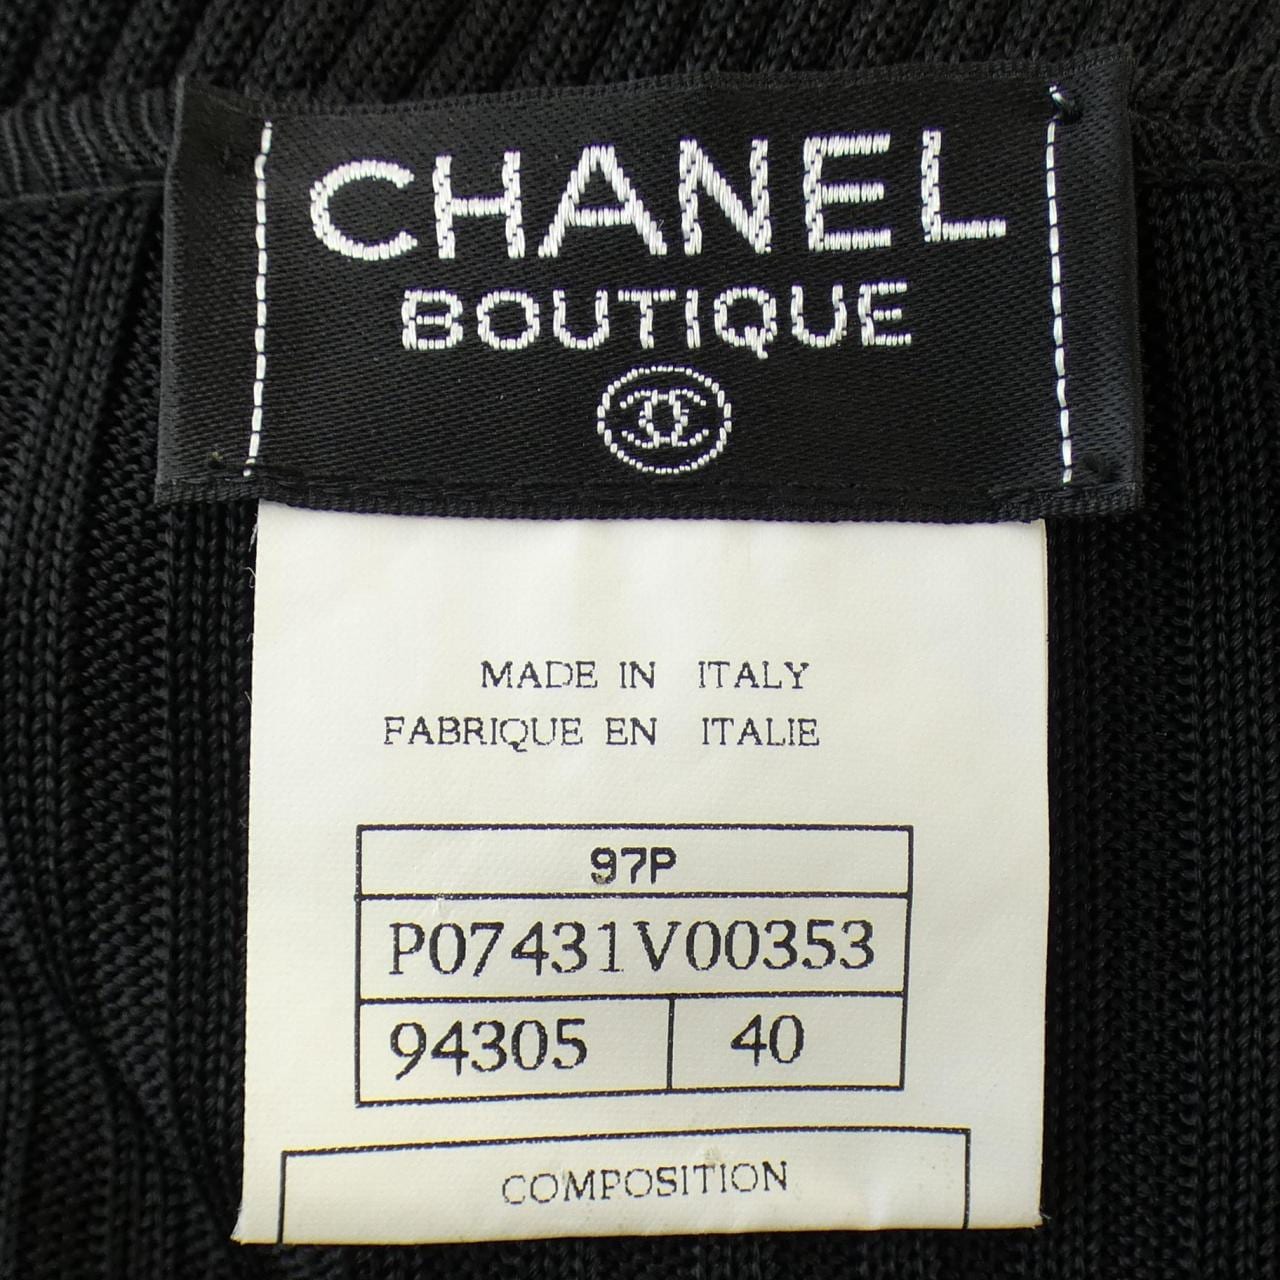 CHANEL
BOUTIQUE
MADE IN ITALY
FABRIQUE EN ITALIE
97P
P07431V00353
94305 40
COMPOSITION